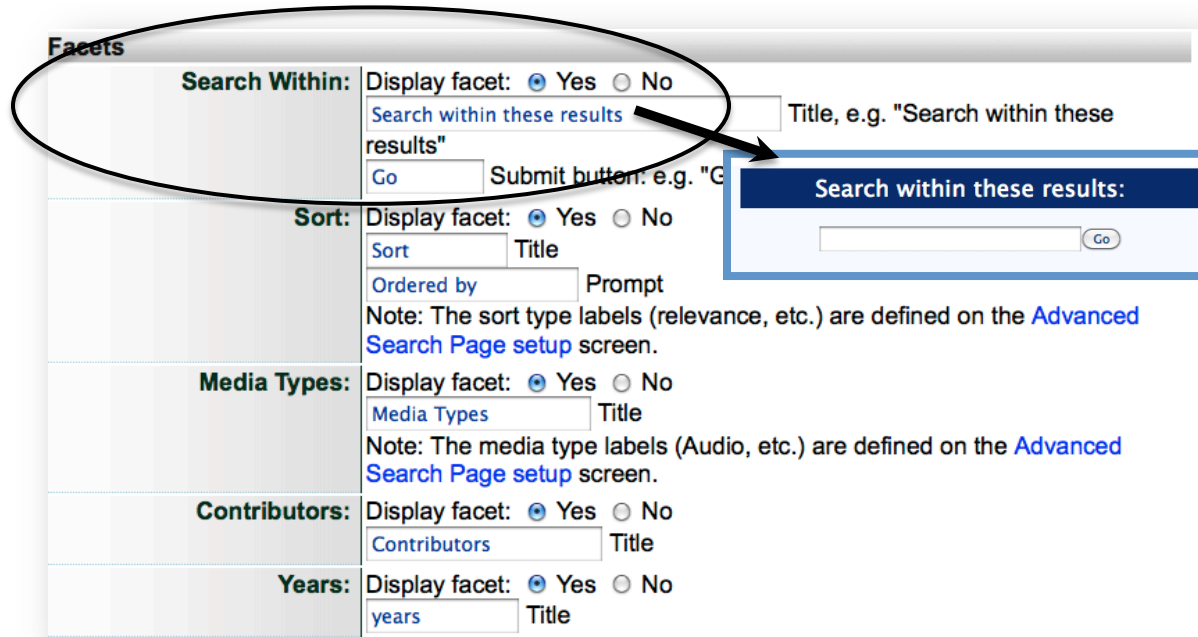 Facets
Search Within: Display facet: Yes No
Search within these results Title, e.g. "Search within these
results"
Go Submit button: e.g. "G
Search within these results:
Go
Sort: Display facet: Yes No
Sort Title
Ordered by Prompt
Note: The sort type labels (relevance, etc.) are defined on the Advanced
Search Page setup screen.
Media Types: Display facet: Yes No
Media Types Title
Note: The media type labels (Audio, etc.) are defined on the Advanced
Search Page setup screen.
Contributors: Display facet: Yes No
Contributors Title
Years: Display facet: Yes No
years Title